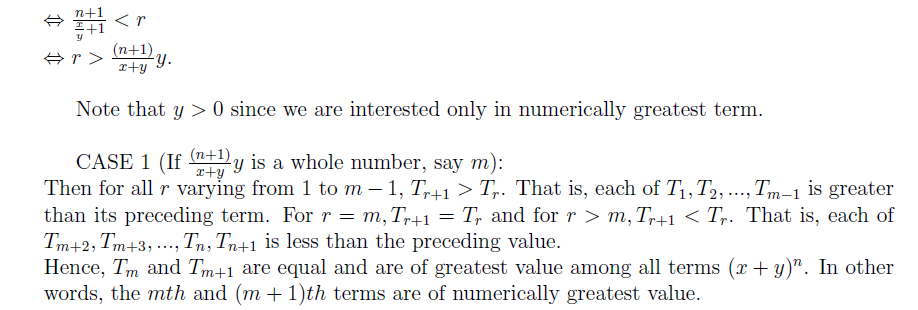 ⇔ \frac{n+1}{\frac{x}{y}+1} < r
⇔ r > \frac{(n+1)}{x+y} y.
Note that y > 0 since we are interested only in numerically greatest term.
CASE 1 (If \frac{(n+1)}{x+y} y is a whole number, say m):
Then for all r varying from 1 to m − 1, T_{r+1} > T_r. That is, each of T_1, T_2, ..., T_{m−1} is greater
than its preceding term. For r = m, T_{r+1} = T_r and for r > m, T_{r+1} < T_r. That is, each of
T_{m+2}, T_{m+3}, ..., T_n, T_{n+1} is less than the preceding value.
Hence, T_m and T_{m+1} are equal and are of greatest value among all terms (x + y)^n. In other
words, the mth and (m + 1)th terms are of numerically greatest value.